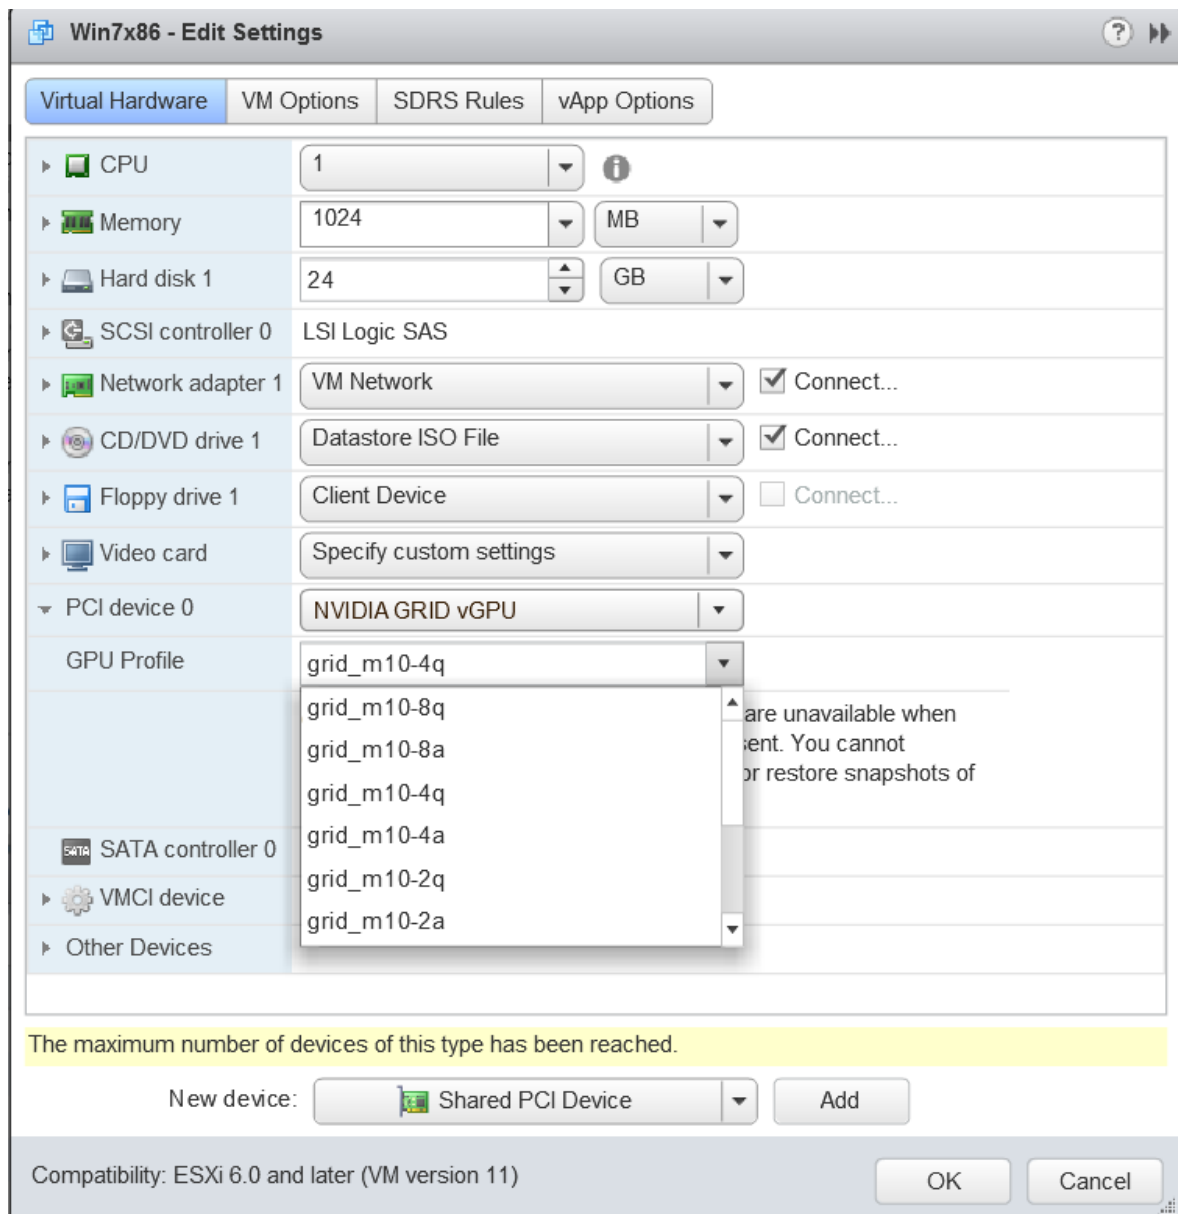 Win7x86 - Edit Settings ?
Virtual Hardware VM Options SDRS Rules vApp Options
CPU 1
Memory 1024 MB
Hard disk 1 24 GB
SCSI controller 0 LSI Logic SAS
Network adapter 1 VM Network Connect...
CD/DVD drive 1 Datastore ISO File Connect...
Floppy drive 1 Client Device Connect...
Video card Specify custom settings
PCI device 0 NVIDIA GRID vGPU
GPU Profile grid_m10-4q
grid_m10-8q
are unavailable when
grid_m10-8a
You cannot
grid_m10-4q
or restore snapshots of
grid_m10-4a
SATA SATA controller 0
grid_m10-2q
VMCI device
grid_m10-2a
Other Devices
The maximum number of devices of this type has been reached.
New device: Shared PCI Device Add
Compatibility: ESXi 6.0 and later (VM version 11) OK Cancel